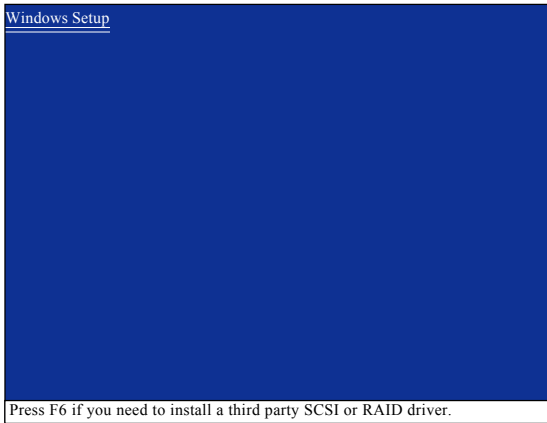 Windows Setup
Press F6 if you need to install a third party SCSI or RAID driver.